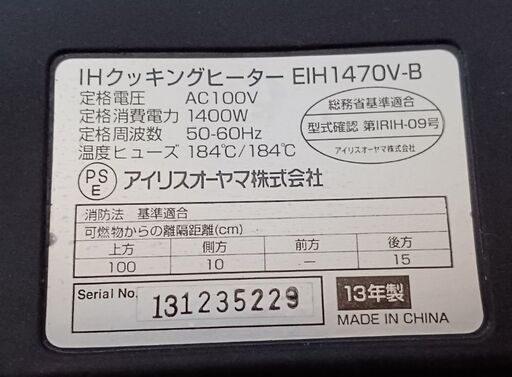 IHクッキングヒーター EIH1470V-B
定格電圧 AC100V
定格消費電力 1400W
定格周波数 50-60Hz
温度ヒューズ 184℃/184℃
総務省基準適合
型式確認 第IRIH-09号
アイリスオーヤマ株式会社
PSE アイリスオーヤマ株式会社
消防法 基準適合
可燃物からの離隔距離(cm)
上方 側方 前方 後方
100 10 — 15
Serial No. 131235229
13年製
MADE IN CHINA